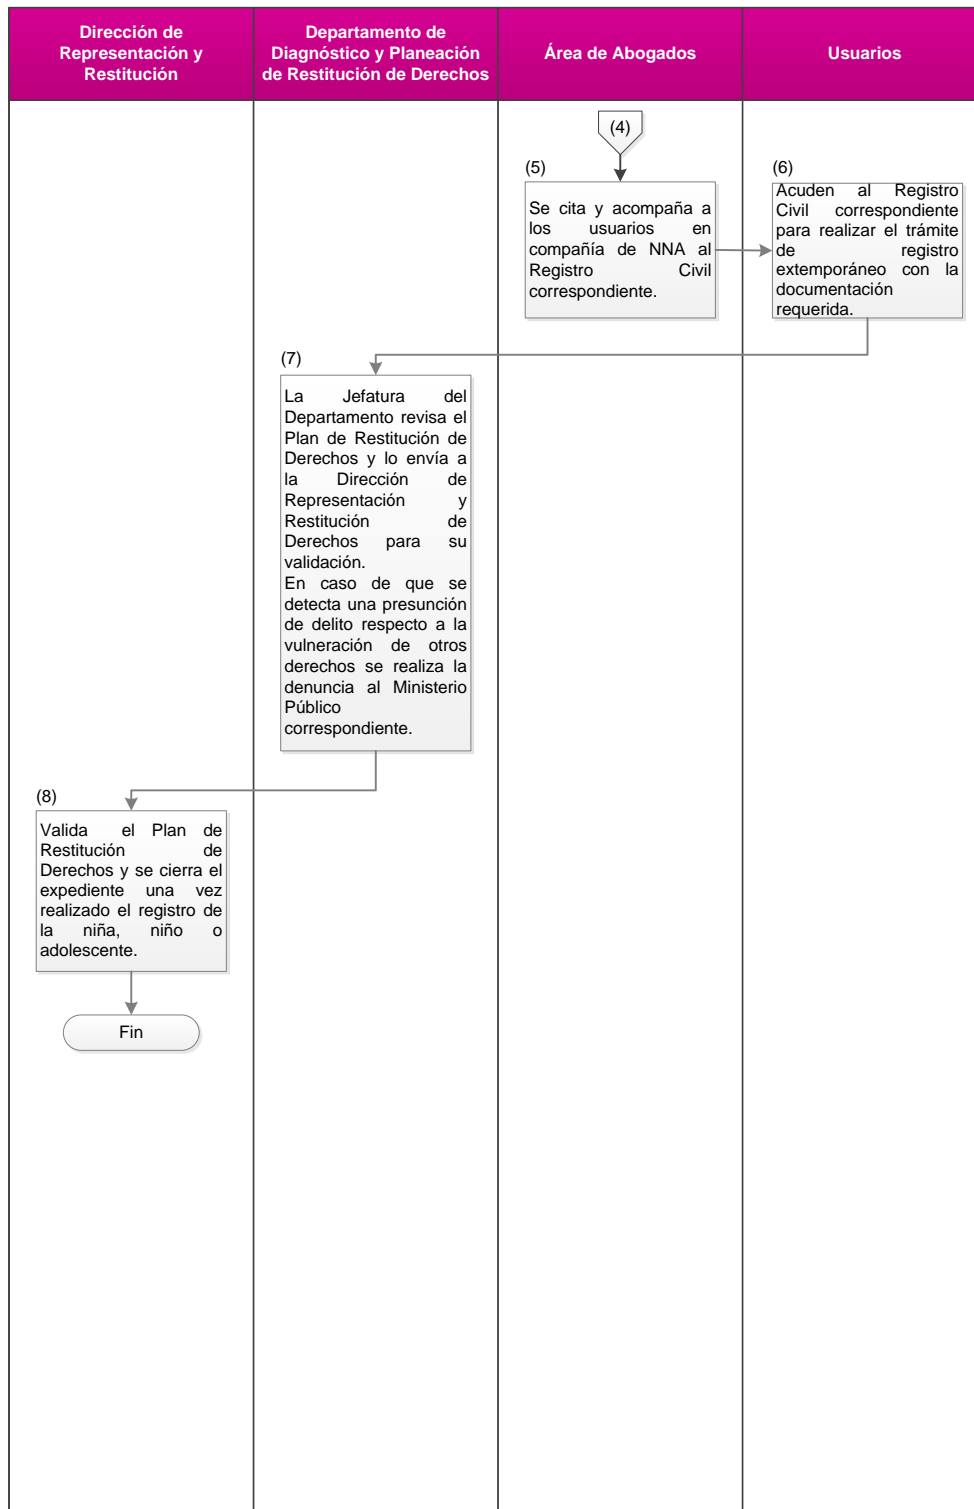 Dirección de
Representación y
Restitución
Departamento de
Diagnóstico y Planeación
de Restitución de Derechos
Área de Abogados
Usuarios
(4)
(5)
Se cita y acompaña a
los usuarios en
compañía de NNA al
Registro Civil
correspondiente.
(6)
Acuden al Registro
Civil correspondiente
para realizar el trámite
de registro
extemporáneo con la
documentación
requerida.
(7)
La Jefatura del
Departamento revisa el
Plan de Restitución de
Derechos y lo envía a
la Dirección de
Representación y
Restitución de
Derechos para su
validación.
En caso de que se
detecta una presunción
de delito respecto a la
vulneración de otros
derechos se realiza la
denuncia al Ministerio
Público
correspondiente.
(8)
Valida el Plan de
Restitución de
Derechos y se cierra el
expediente una vez
realizado el registro de
la niña, niño o
adolescente.
Fin